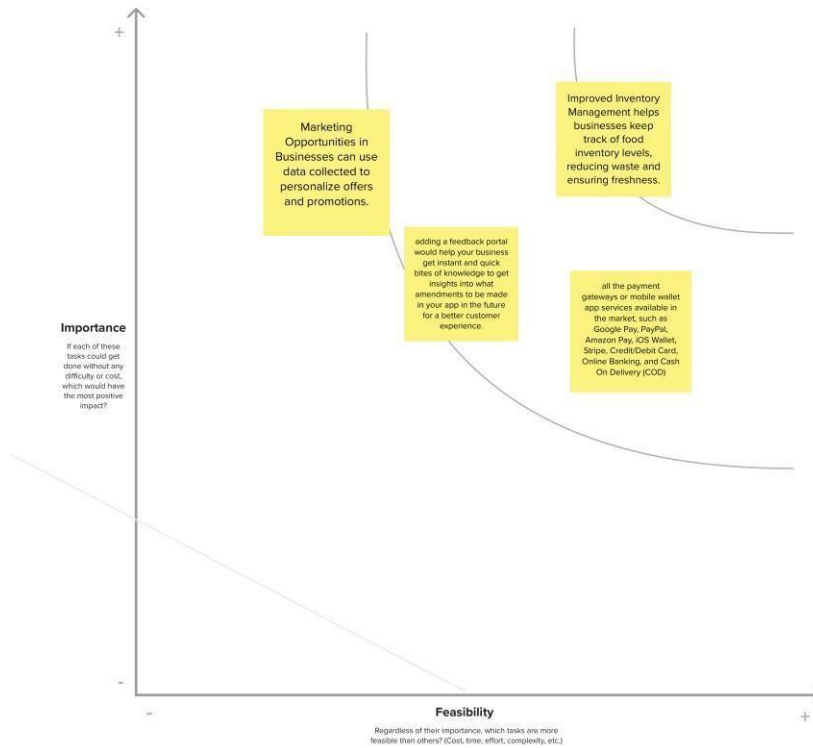 +
Marketing
Opportunities in
Businesses can use
data collected to
personalize offers
and promotions.
Improved Inventory
Management helps
businesses keep
track of food
inventory levels,
reducing waste and
ensuring freshness.
adding a feedback portal
would help your business
get instant and quick
bites of knowledge to get
insights into what
amendments to be made
in your app in the future
for a better customer
experience.
all the payment
gateways or mobile wallet
app services available in
the market, such as
Google Pay, PayPal,
Amazon Pay, iOS Wallet,
Stripe, Credit/Debit Card,
Online Banking, and Cash
On Delivery (COD)
Importance
If each of these
tasks could get
done without any
difficulty or cost,
which would have
the most positive
impact?
-
-
Feasibility
+
Regardless of their importance, which tasks are more
feasible than others? (Cost, time, effort, complexity, etc.)